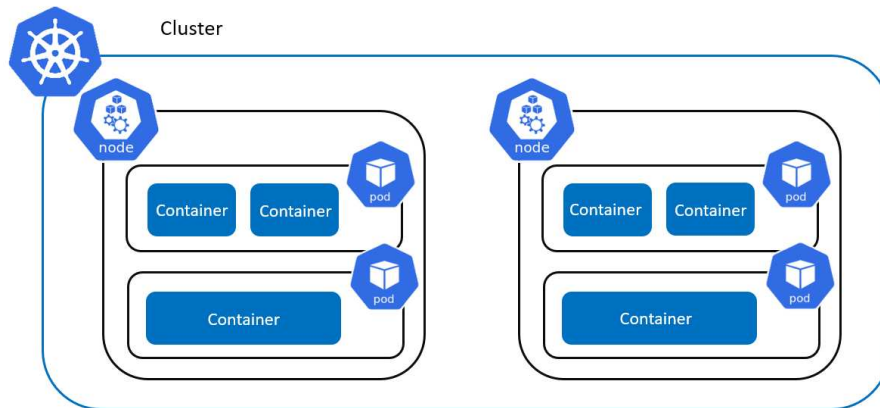 Cluster
node
pod
Container Container
pod
Container
node
pod
Container Container
pod
Container